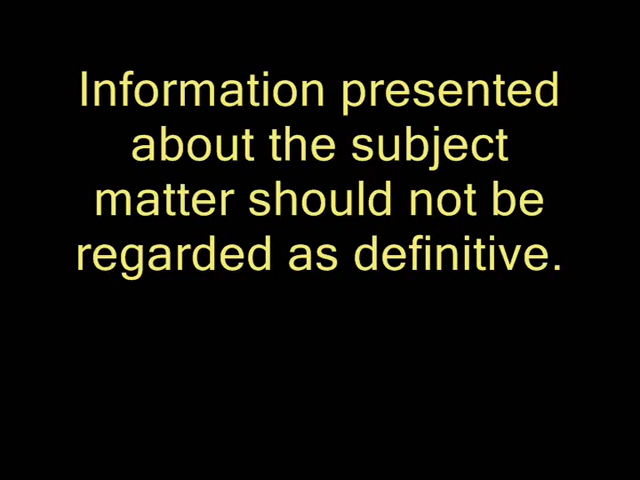 Information presented
about the subject
matter should not be
regarded as definitive.